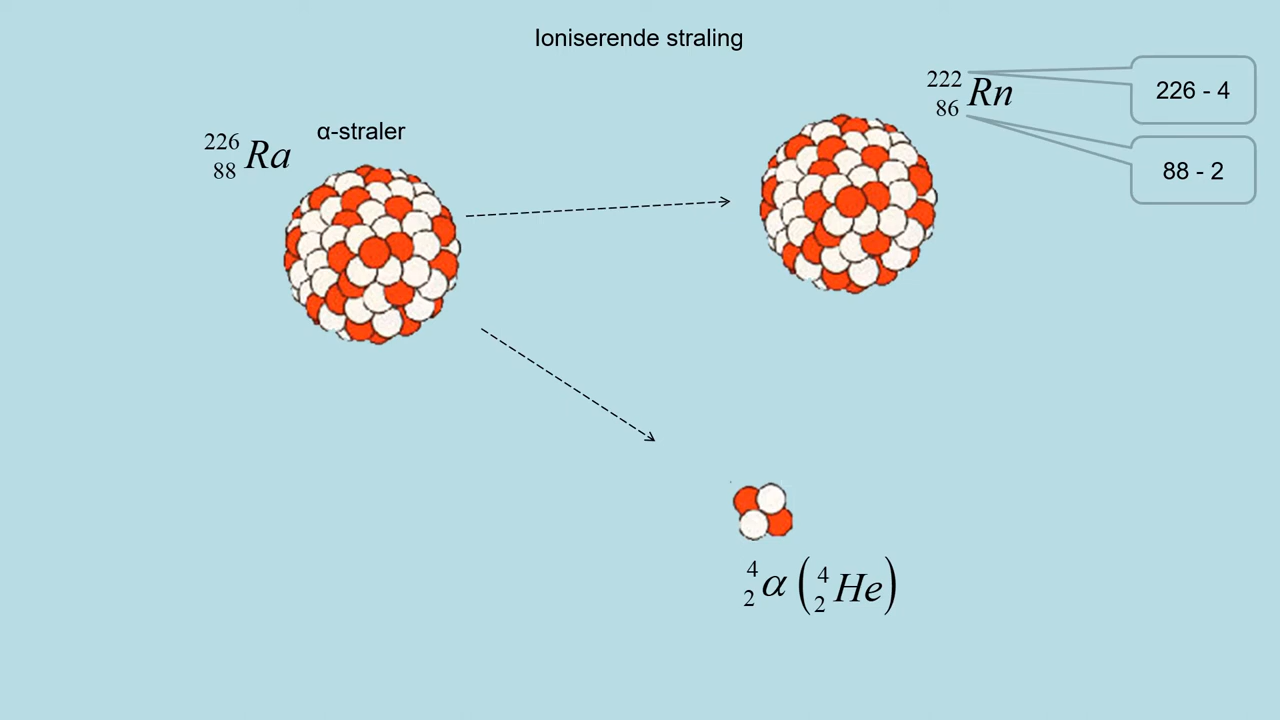 Ioniserende straling
α-straler
226
88 Ra
222
86 Rn
226 - 4
88 - 2
4
2 α (4
2 He)